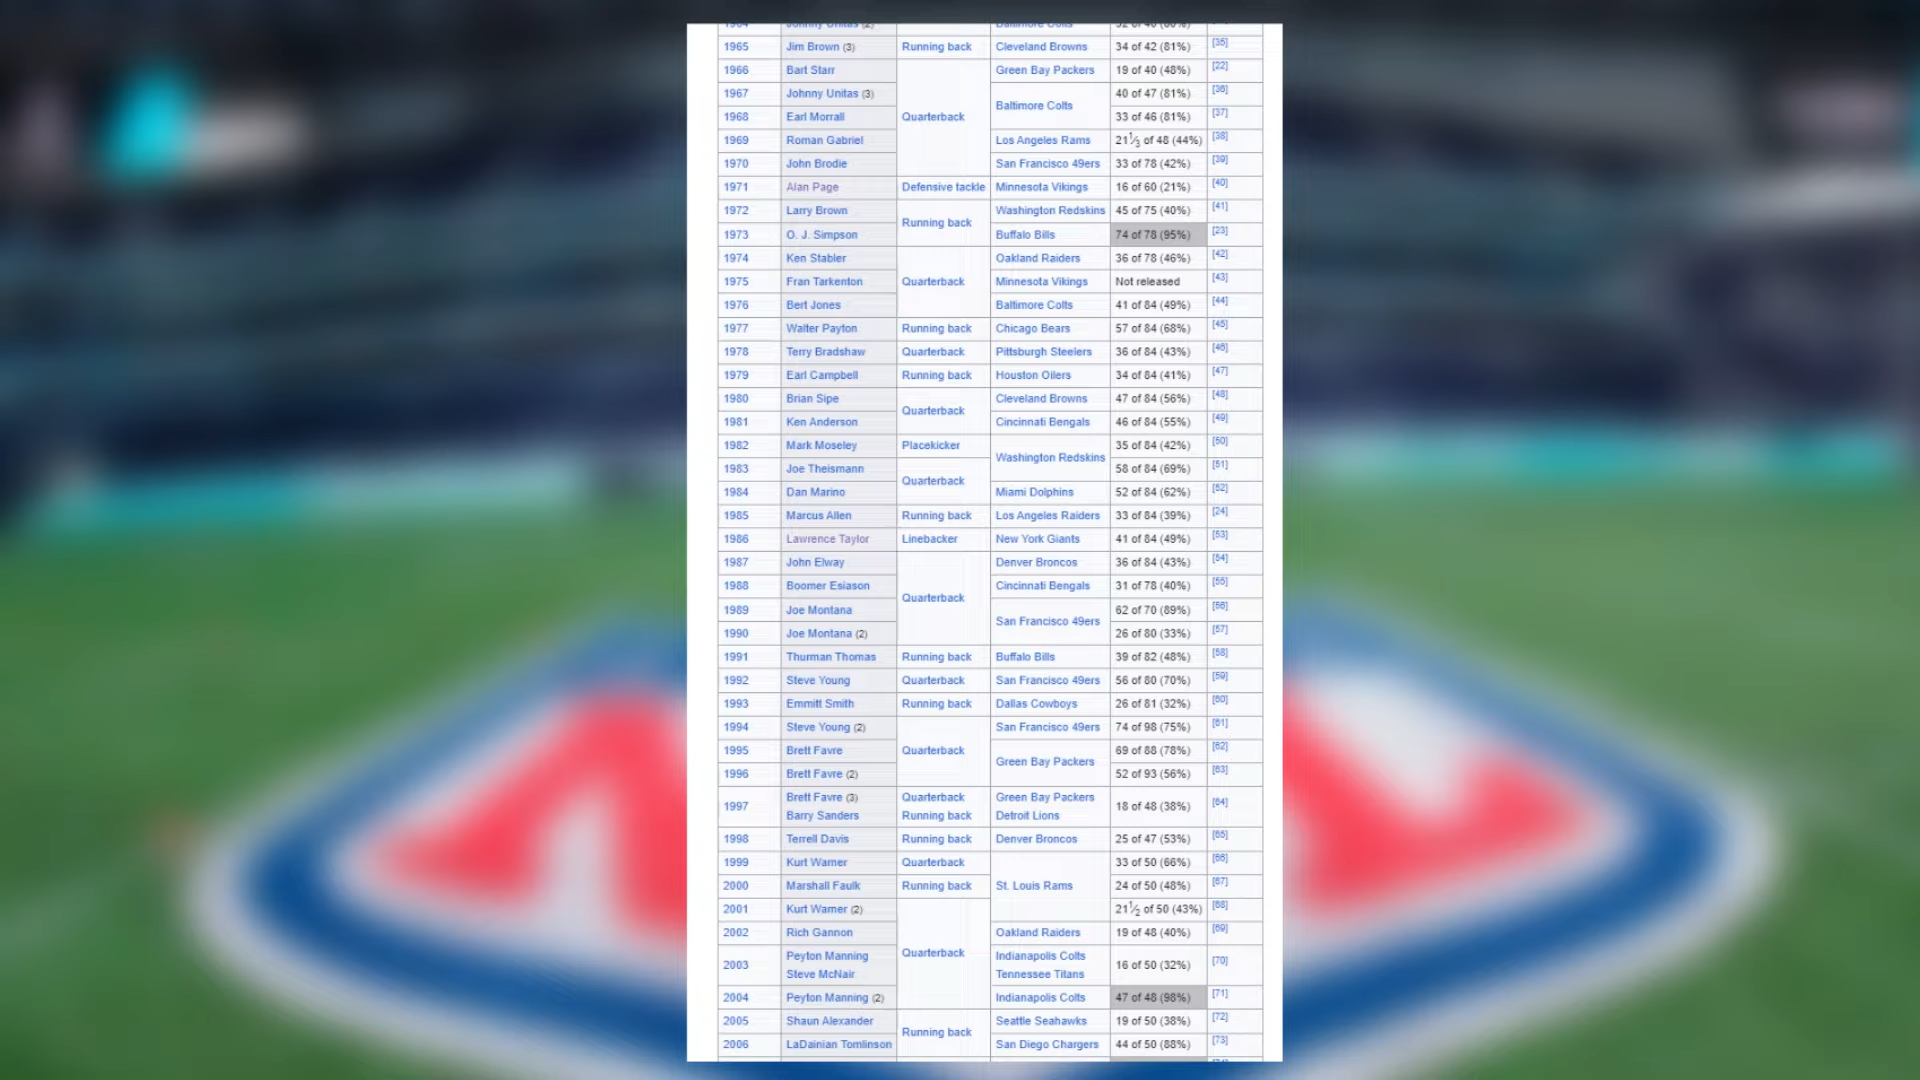 1965 Jim Brown (3) Running back Cleveland Browns 34 of 42 (81%) [35]
1966 Bart Starr Quarterback Green Bay Packers 19 of 40 (48%) [22]
1967 Johnny Unitas (3) Baltimore Colts 40 of 47 (81%) [36]
1968 Earl Morrall 33 of 46 (81%) [37]
1969 Roman Gabriel Los Angeles Rams 21 1⁄3 of 48 (44%) [38]
1970 John Brodie San Francisco 49ers 33 of 78 (42%) [39]
1971 Alan Page Defensive tackle Minnesota Vikings 16 of 60 (21%) [40]
1972 Larry Brown Running back Washington Redskins 45 of 75 (40%) [41]
1973 O. J. Simpson Buffalo Bills 74 of 78 (95%) [23]
1974 Ken Stabler Quarterback Oakland Raiders 36 of 78 (46%) [42]
1975 Fran Tarkenton Minnesota Vikings Not released [43]
1976 Bert Jones Baltimore Colts 41 of 84 (49%) [44]
1977 Walter Payton Running back Chicago Bears 57 of 84 (68%) [45]
1978 Terry Bradshaw Quarterback Pittsburgh Steelers 36 of 84 (43%) [46]
1979 Earl Campbell Running back Houston Oilers 34 of 84 (41%) [47]
1980 Brian Sipe Quarterback Cleveland Browns 47 of 84 (56%) [48]
1981 Ken Anderson Cincinnati Bengals 46 of 84 (55%) [49]
1982 Mark Moseley Placekicker Washington Redskins 35 of 84 (42%) [50]
1983 Joe Theismann Quarterback 58 of 84 (69%) [51]
1984 Dan Marino Miami Dolphins 52 of 84 (62%) [52]
1985 Marcus Allen Running back Los Angeles Raiders 33 of 84 (39%) [24]
1986 Lawrence Taylor Linebacker New York Giants 41 of 84 (49%) [53]
1987 John Elway Quarterback Denver Broncos 36 of 84 (43%) [54]
1988 Boomer Esiason Cincinnati Bengals 31 of 78 (40%) [55]
1989 Joe Montana San Francisco 49ers 62 of 70 (89%) [56]
1990 Joe Montana (2) 26 of 80 (33%) [57]
1991 Thurman Thomas Running back Buffalo Bills 39 of 82 (48%) [58]
1992 Steve Young Quarterback San Francisco 49ers 56 of 80 (70%) [59]
1993 Emmitt Smith Running back Dallas Cowboys 26 of 81 (32%) [60]
1994 Steve Young (2) Quarterback San Francisco 49ers 74 of 98 (75%) [61]
1995 Brett Favre Green Bay Packers 69 of 88 (78%) [62]
1996 Brett Favre (2) 52 of 93 (56%) [63]
1997 Brett Favre (3) Quarterback Green Bay Packers 18 of 48 (38%) [64]
Barry Sanders Running back Detroit Lions
1998 Terrell Davis Running back Denver Broncos 25 of 47 (53%) [65]
1999 Kurt Warner Quarterback St. Louis Rams 33 of 50 (66%) [66]
2000 Marshall Faulk Running back 24 of 50 (48%) [67]
2001 Kurt Warner (2) Quarterback 21 1⁄2 of 50 (43%) [68]
2002 Rich Gannon Oakland Raiders 19 of 48 (40%) [69]
2003 Peyton Manning Indianapolis Colts 16 of 50 (32%) [70]
Steve McNair Tennessee Titans
2004 Peyton Manning (2) Indianapolis Colts 47 of 48 (98%) [71]
2005 Shaun Alexander Running back Seattle Seahawks 19 of 50 (38%) [72]
2006 LaDainian Tomlinson San Diego Chargers 44 of 50 (88%) [73]